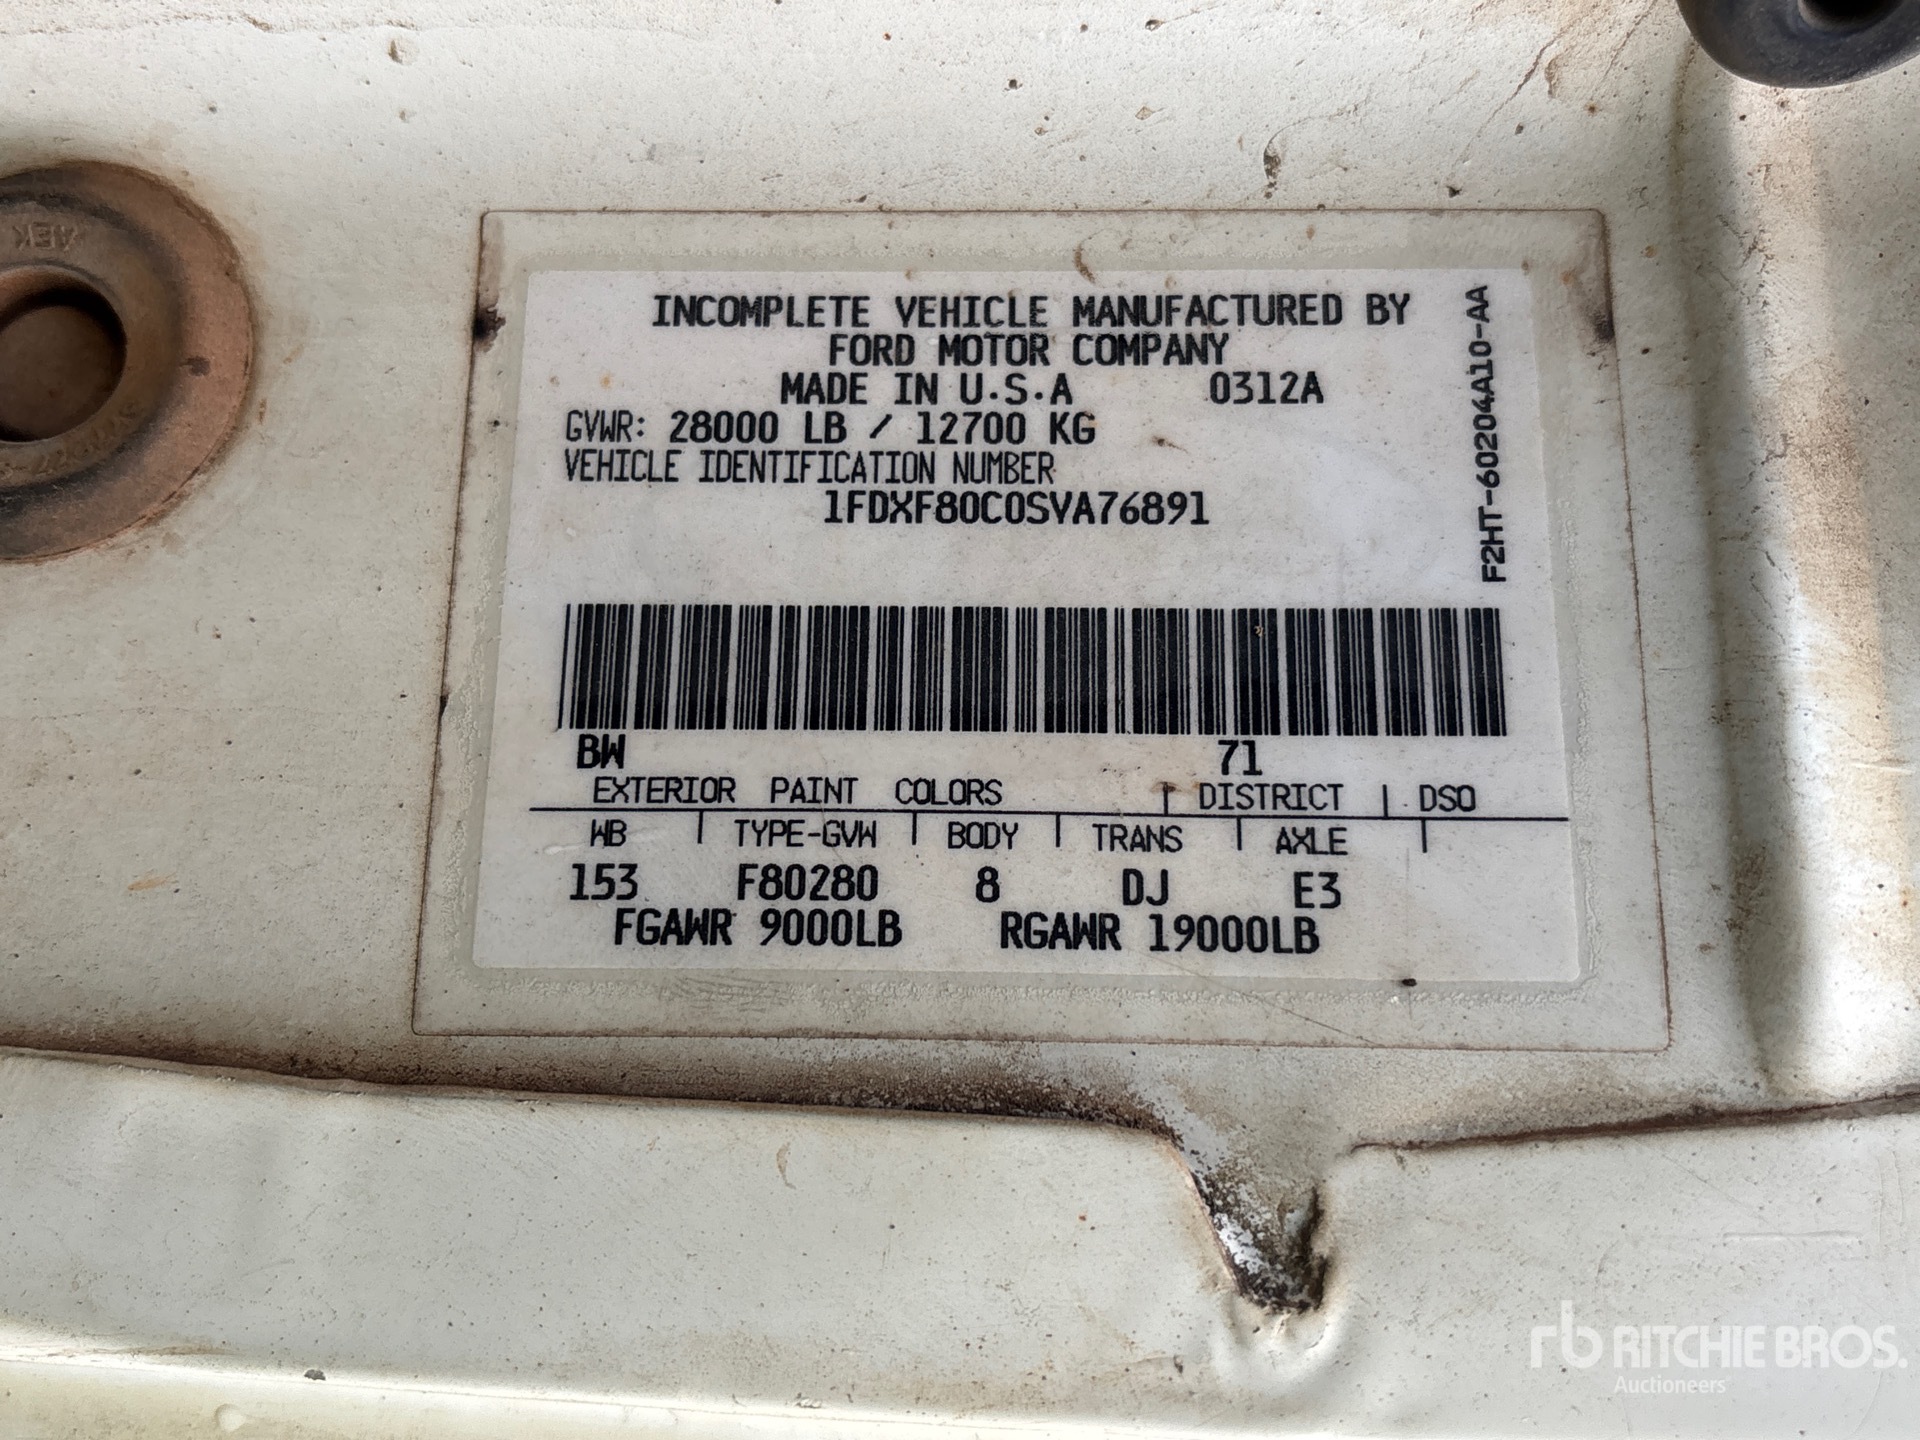 INCOMPLETE VEHICLE MANUFACTURED BY
FORD MOTOR COMPANY
MADE IN U.S.A 0312A
GVWR: 28000 LB / 12700 KG
VEHICLE IDENTIFICATION NUMBER
1FDXF80C0SVA76891
F2HT-60204A10-AA
BW 71
EXTERIOR PAINT COLORS | DISTRICT | DSO
WB | TYPE-GVW | BODY | TRANS | AXLE |
153 F80280 8 DJ E3
FGAWR 9000LB RGAWR 19000LB
rb RITCHIE BROS.
Auctioneers